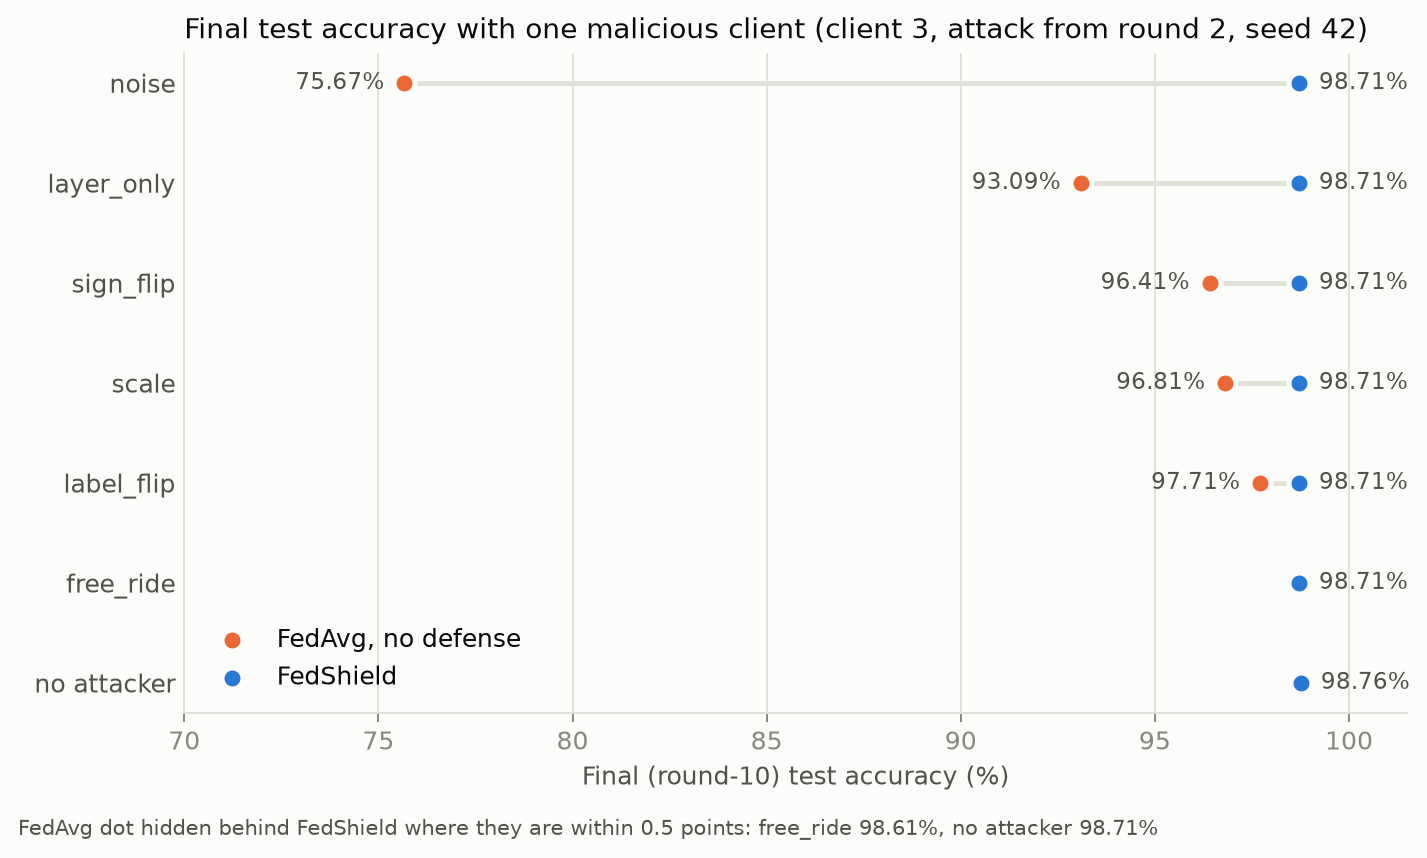 Final test accuracy with one malicious client (client 3, attack from round 2, seed 42)
noise 75.67% 98.71%
layer_only 93.09% 98.71%
sign_flip 96.41% 98.71%
scale 96.81% 98.71%
label_flip 97.71% 98.71%
free_ride 98.71%
FedAvg, no defense
FedShield
no attacker 98.76%
70 75 80 85 90 95 100
Final (round-10) test accuracy (%)
FedAvg dot hidden behind FedShield where they are within 0.5 points: free_ride 98.61%, no attacker 98.71%